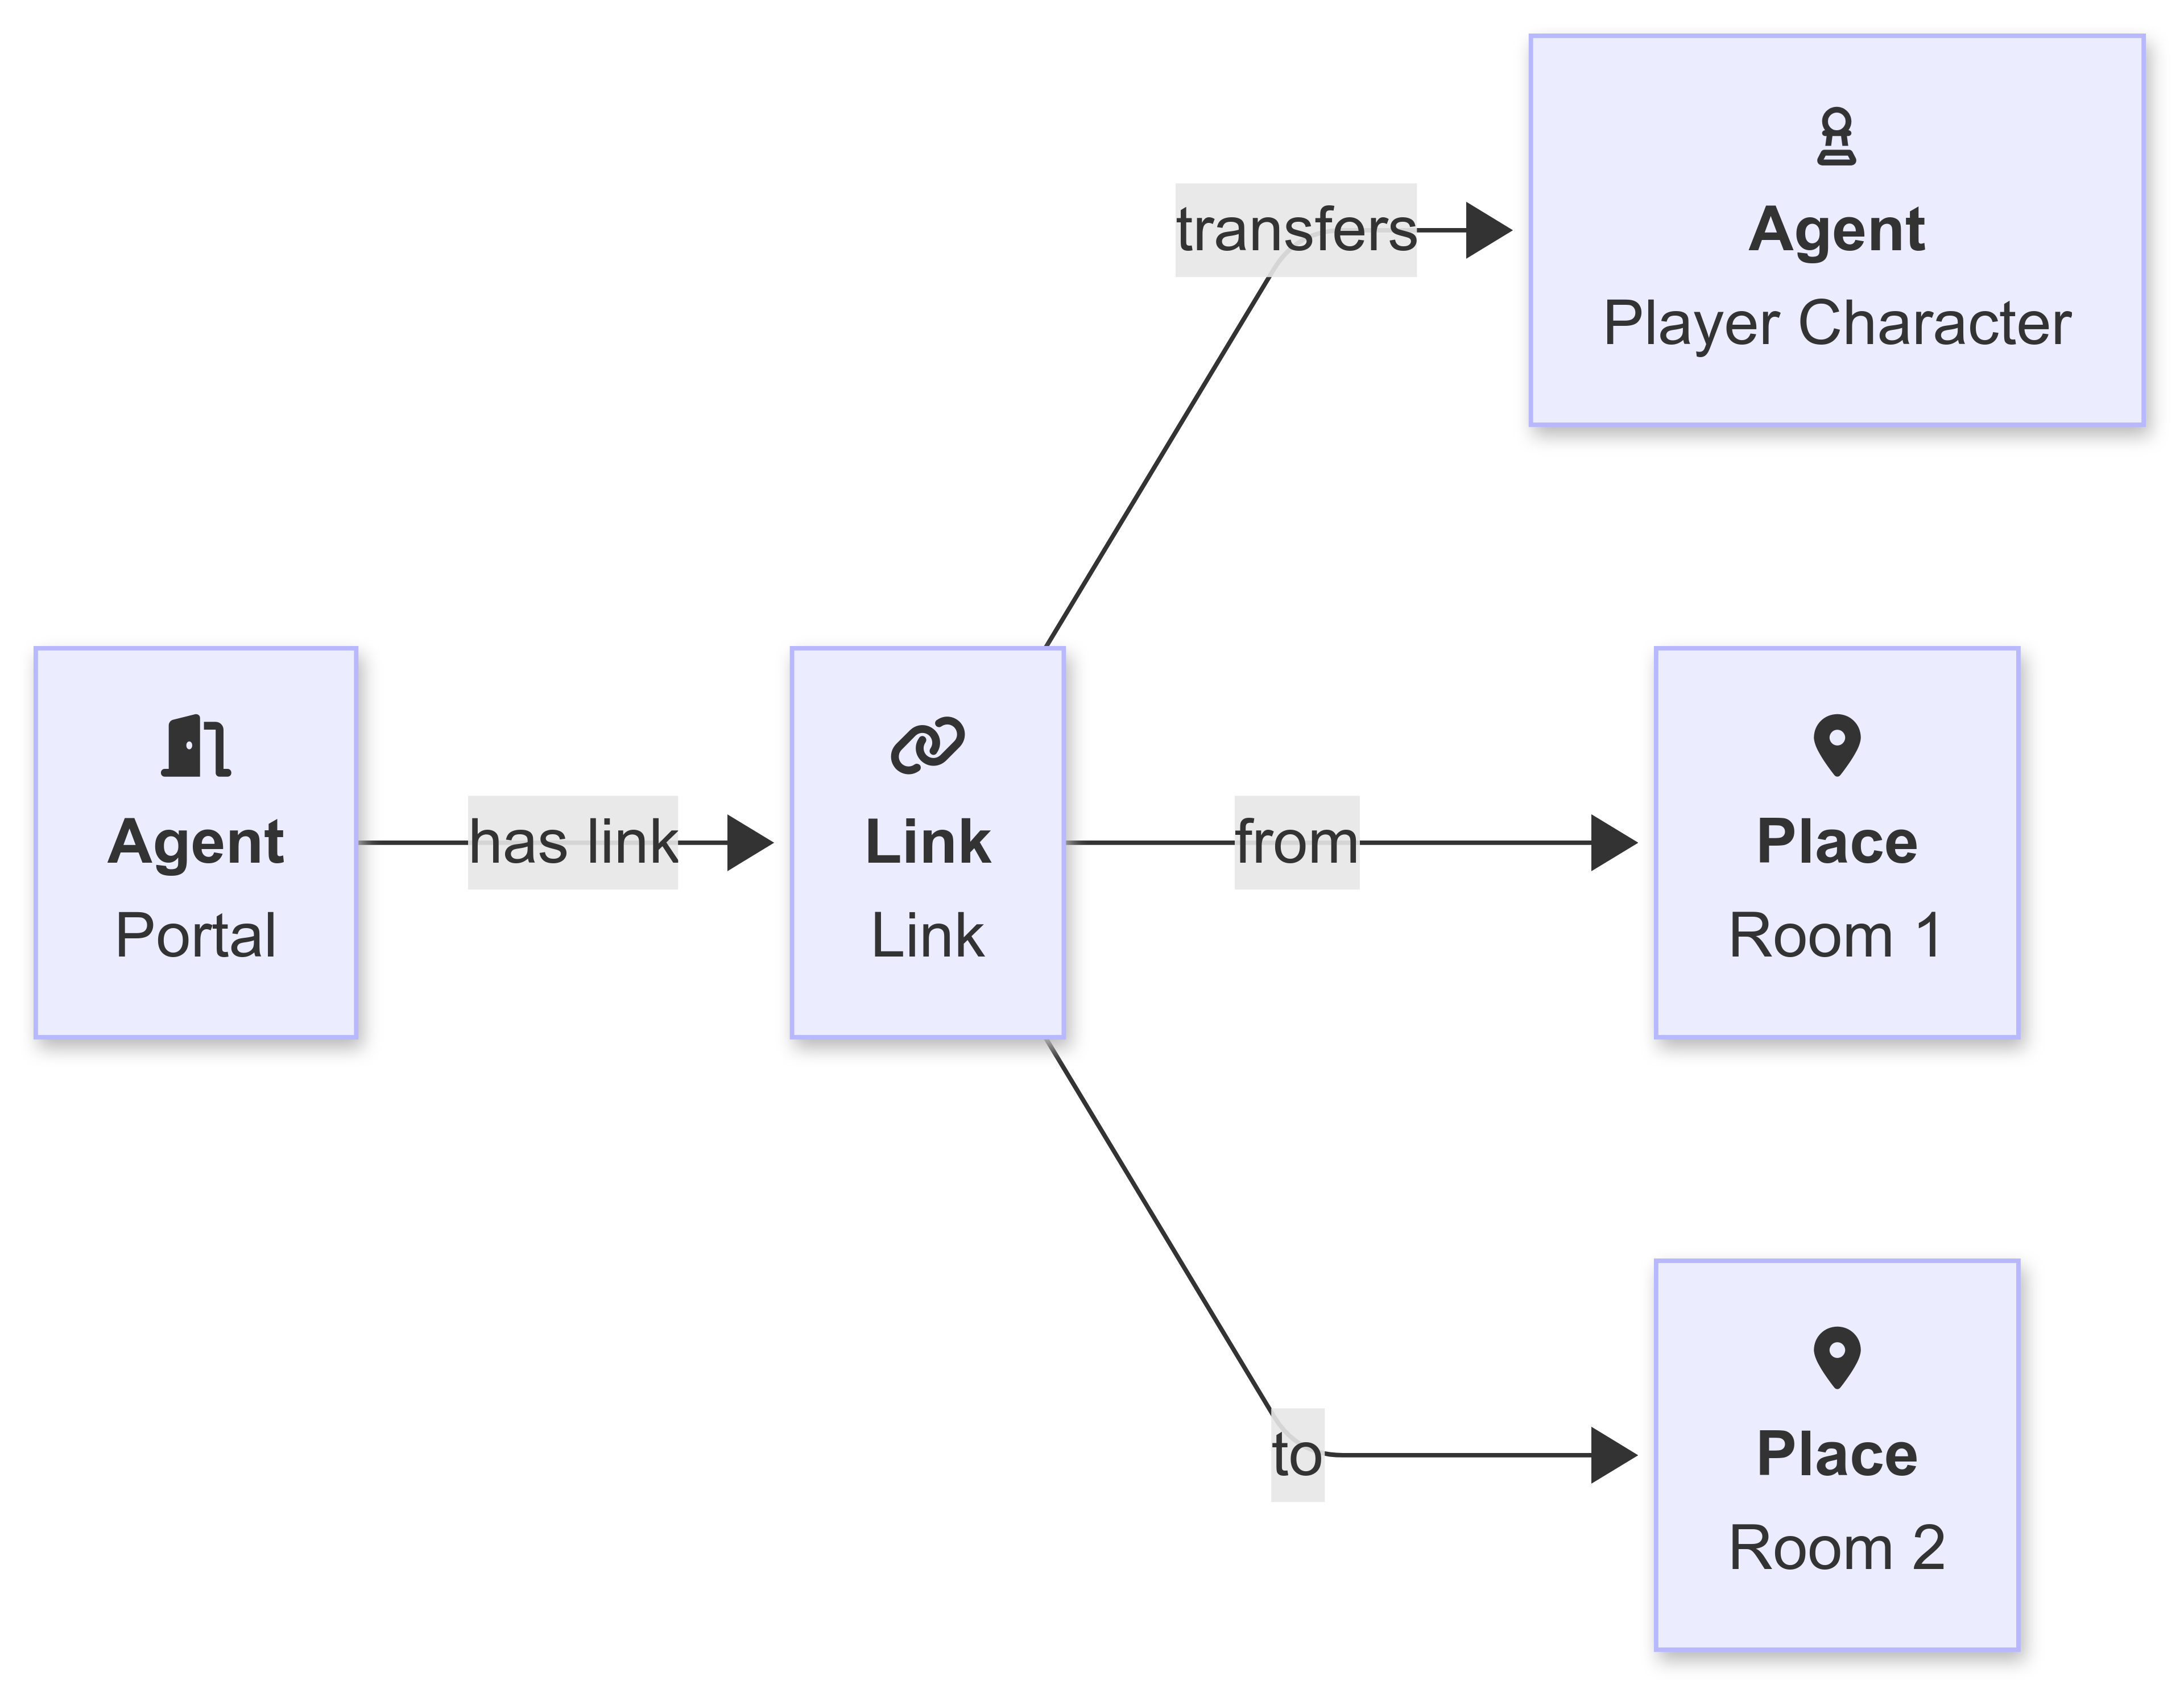 transfers
Agent
Player Character
Agent
Portal
has link
Link
Link
from
Place
Room 1
to
Place
Room 2